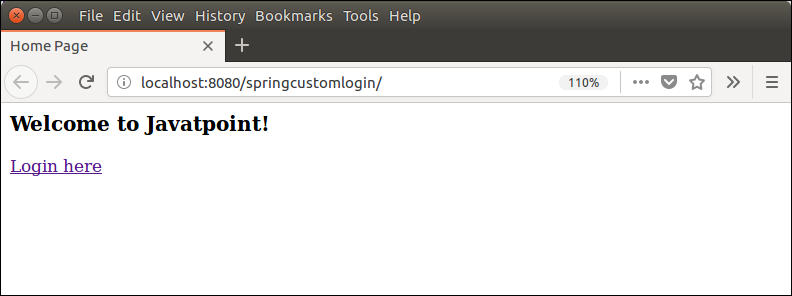 File Edit View History Bookmarks Tools Help
Home Page
localhost:8080/springcustomlogin/ 110%
Welcome to Javatpoint!
Login here